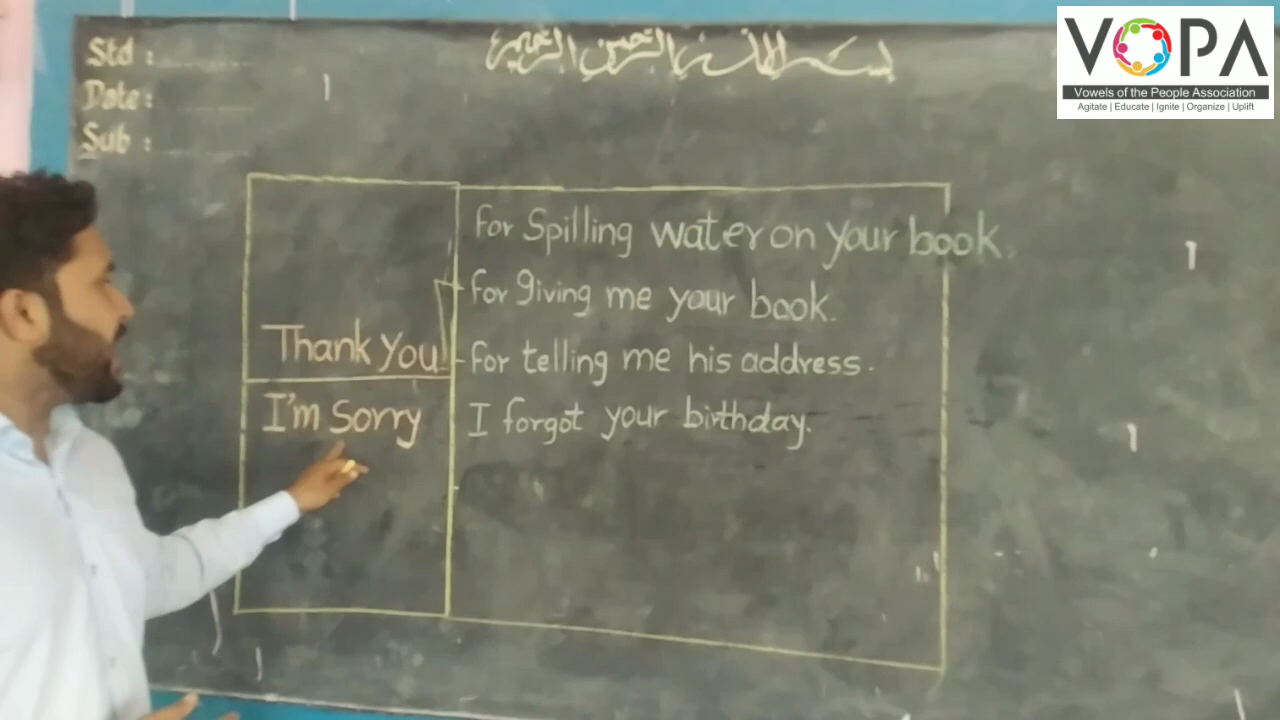 Std :
Date :
Sub :
بسم اللہ الرحمن الرحیم
VOPA
Vowels of the People Association
Agitate | Educate | Ignite | Organize | Uplift
for Spilling water on your book.
for giving me your book.
Thank You
for telling me his address.
I'm Sorry
I forgot your birthday.